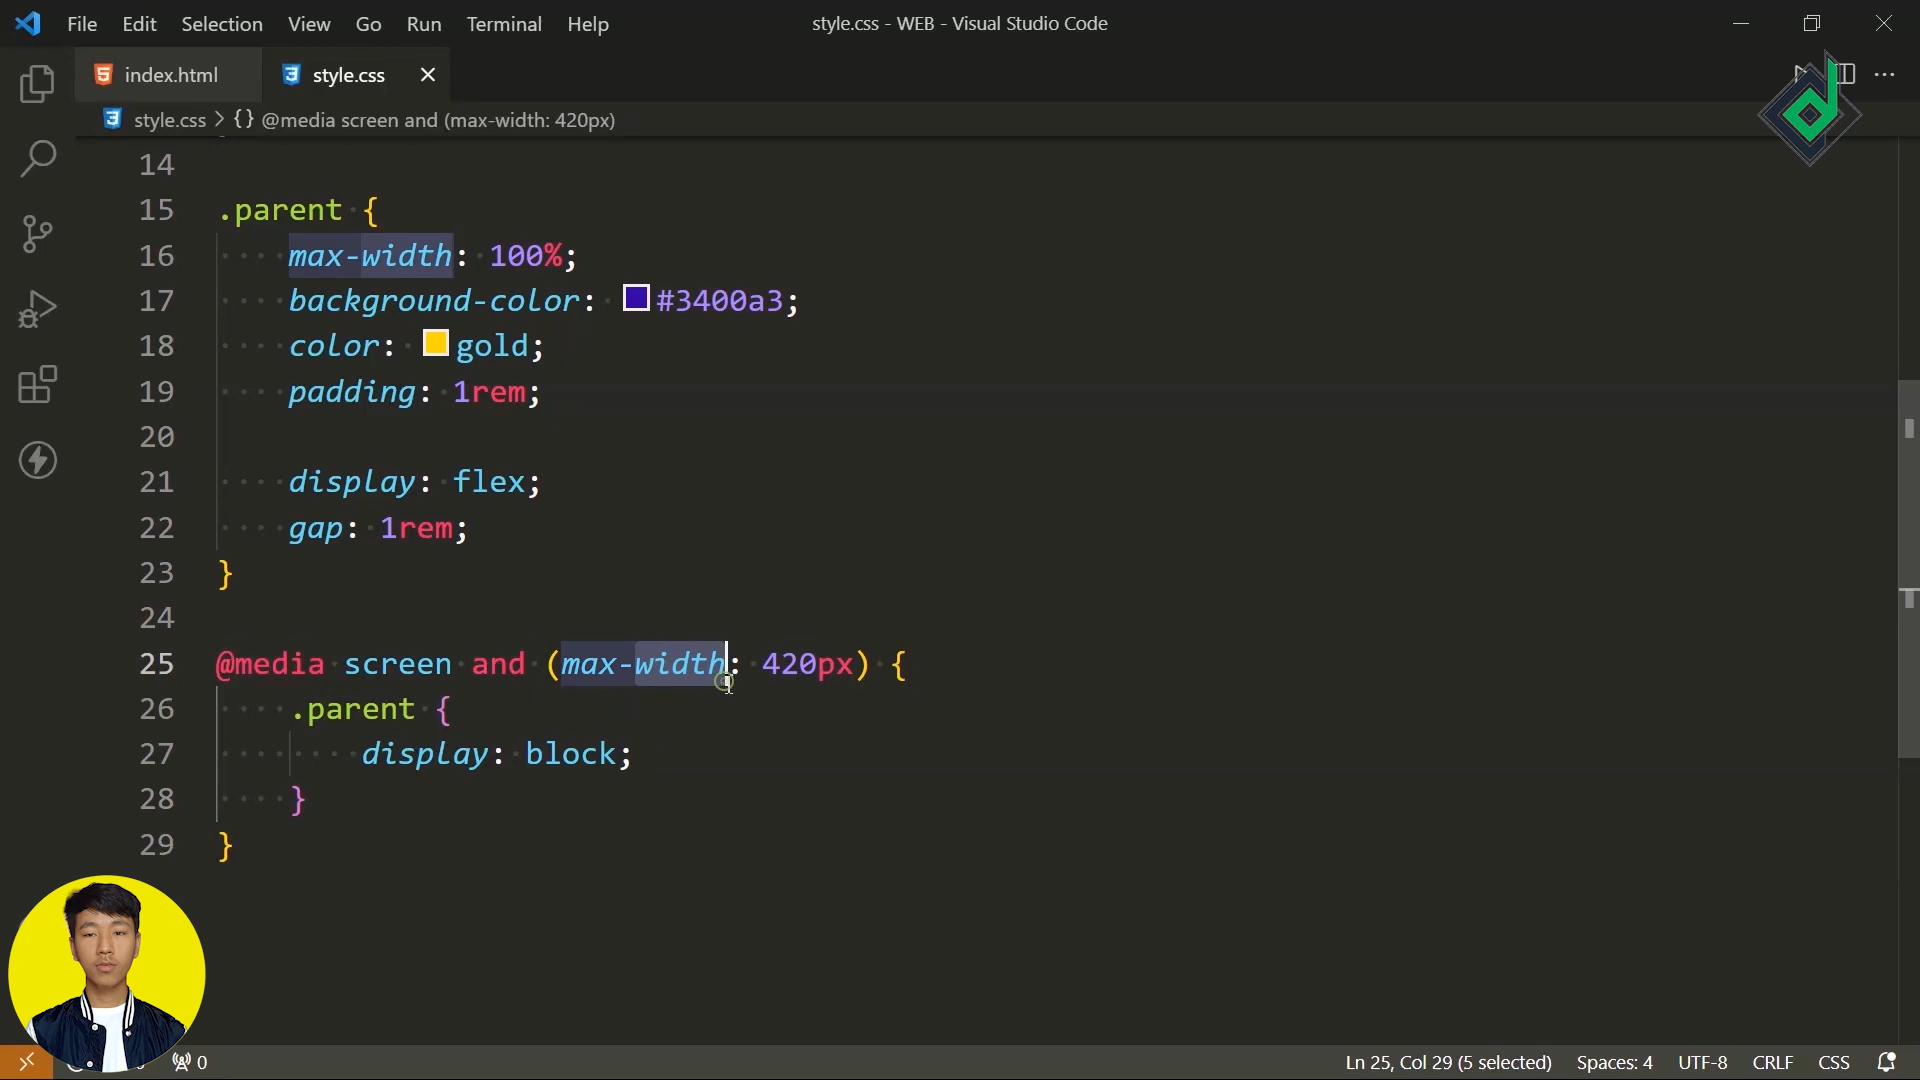 File Edit Selection View Go Run Terminal Help
style.css - WEB - Visual Studio Code
index.html
style.css
style.css > {} @media screen and (max-width: 420px)
14
15 .parent {
16 max-width: 100%;
17 background-color: #3400a3;
18 color: gold;
19 padding: 1rem;
20
21 display: flex;
22 gap: 1rem;
23 }
24
25 @media screen and (max-width: 420px) {
26 .parent {
27 display: block;
28 }
29 }
0
Ln 25, Col 29 (5 selected) Spaces: 4 UTF-8 CRLF CSS